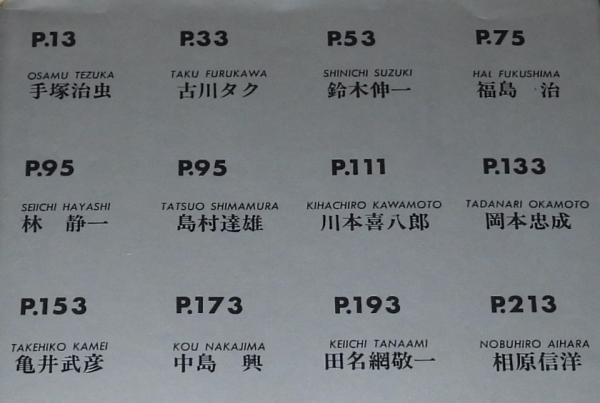 P.13 P.33 P.53 P.75
OSAMU TEZUKA TAKU FURUKAWA SHINICHI SUZUKI HAL FUKUSHIMA
手塚治虫 古川タク 鈴木伸一 福島 治
P.95 P.95 P.111 P.133
SEIICHI HAYASHI TATSUO SHIMAMURA KIHACHIRO KAWAMOTO TADANARI OKAMOTO
林 静一 島村達雄 川本喜八郎 岡本忠成
P.153 P.173 P.193 P.213
TAKEHIKO KAMEI KOU NAKAJIMA KEIICHI TANAAMI NOBUHIRO AIHARA
亀井武彦 中島 興 田名網敬一 相原信洋